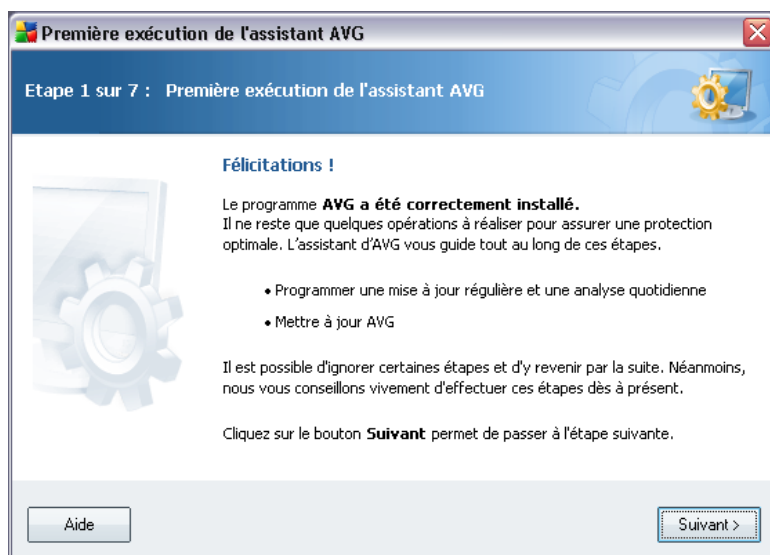 Première exécution de l'assistant AVG
Etape 1 sur 7 : Première exécution de l'assistant AVG
Félicitations !
Le programme AVG a été correctement installé.
Il ne reste que quelques opérations à réaliser pour assurer une protection
optimale. L'assistant d'AVG vous guide tout au long de ces étapes.
• Programmer une mise à jour régulière et une analyse quotidienne
• Mettre à jour AVG
Il est possible d'ignorer certaines étapes et d'y revenir par la suite. Néanmoins,
nous vous conseillons vivement d'effectuer ces étapes dès à présent.
Cliquez sur le bouton Suivant permet de passer à l'étape suivante.
Aide
Suivant >